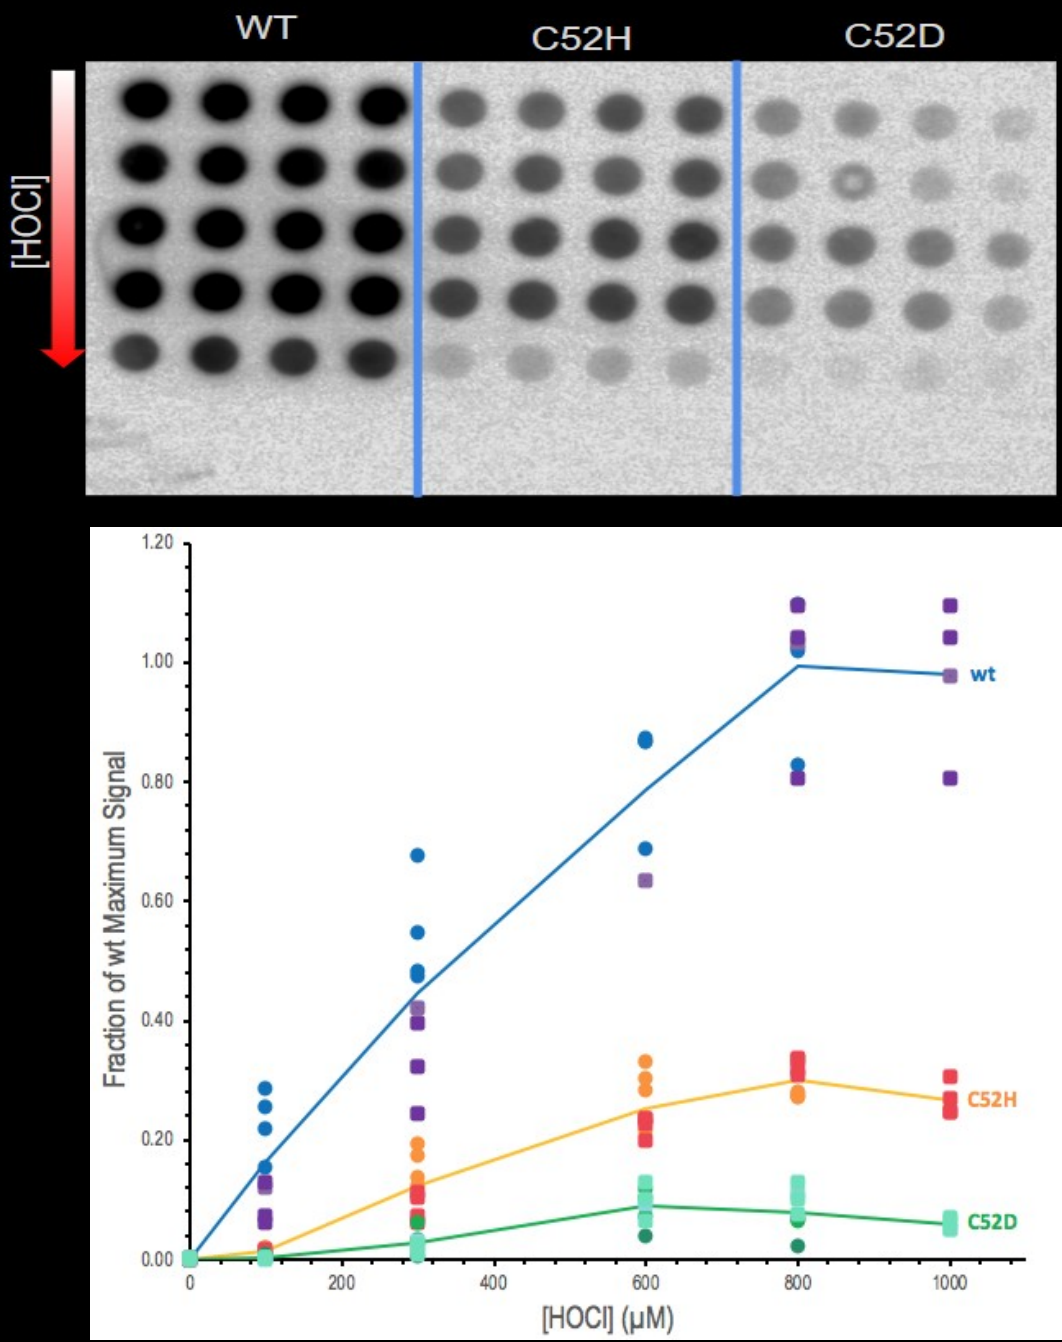 WT
C52H
C52D
[HOCl]
1.20
1.00
0.80
0.60
0.40
0.20
0.00
Fraction of wt Maximum Signal
wt
C52H
C52D
0
200
400
600
800
1000
[HOCl] (µM)